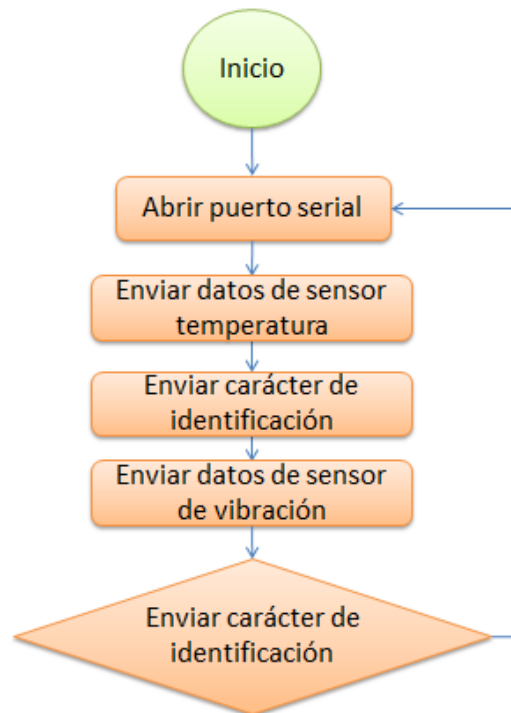 Inicio
Abrir puerto serial
Enviar datos de sensor
temperatura
Enviar carácter de
identificación
Enviar datos de sensor
de vibración
Enviar carácter de
identificación